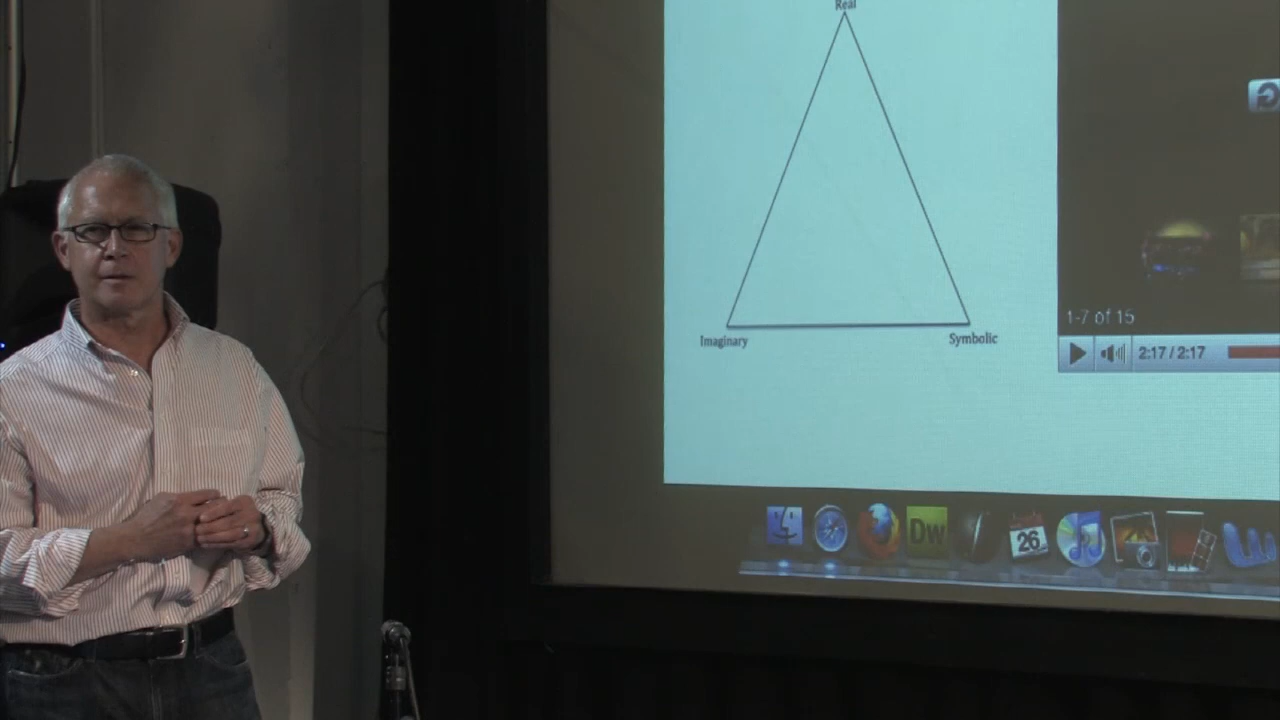 Real
Imaginary
Symbolic
1-7 of 15
2:17 / 2:17
Dw
26